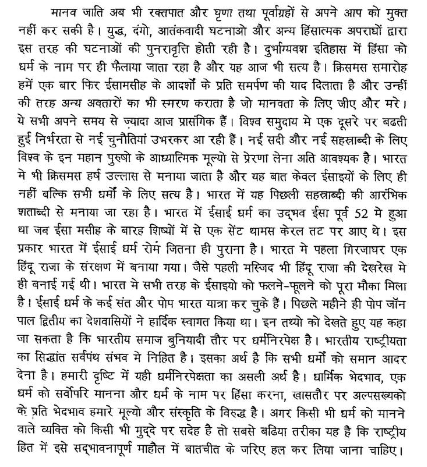 मानव जाति अब भी रक्तपात और घृणा तथा पूर्वाग्रहों से अपने आप को मुक्त
नहीं कर सकी है । युद्ध, दंगो, आतंकवादी घटनाओ और अन्य हिंसात्मक अपराधों द्वारा
इस तरह की घटनाओं की पुनरावृत्ति होती रही है । दुर्भाग्यवश इतिहास में हिंसा को
धर्म के नाम पर ही फैलाया जाता रहा है और यह आज भी सत्य है । क्रिसमस समारोह
हमें एक बार फिर ईसामसीह के आदर्शों के प्रति समर्पण की याद दिलाता है और उन्हीं
की तरह अन्य अवतारों का भी स्मरण कराता है जो मानवता के लिए जीए और मरे ।
ये सभी अपने समय से ज्यादा आज प्रासंगिक हैं । विश्व समुदाय मे एक दूसरे पर बढती
हुई निर्भरता से नई चुनौतियां उभरकर आ रही हैं । नई सदी और नई सहस्त्राब्दी के लिए
विश्व के इन महान पुरुषो के आध्यात्मिक मूल्यो से प्रेरणा लेना अति आवश्यक है । भारत
मे भी क्रिसमस हर्ष उल्लास से मनाया जाता है और यह बात केवल ईसाइयों के लिए ही
नहीं बल्कि सभी धर्मों के लिए सत्य है । भारत में यह पिछली सहस्त्राब्दी की आरंभिक
शताब्दी से मनाया जा रहा है । भारत में ईसाई धर्म का उद्भव ईसा पूर्व 52 मे हुआ
था जब ईसा मसीह के बारह शिष्यों में से एक सेंट थामस केरल तट पर आए थे । इस
प्रकार भारत में ईसाई धर्म रोम जितना ही पुराना है । भारत मे पहला गिरजाघर एक
हिंदू राजा के संरक्षण में बनाया गया । जैसे पहली मस्जिद भी हिंदू राजा की देखरेख मे
ही बनाई गई थी । भारत मे सभी तरह के ईसाइयो को फलने-फूलने को पूरा मौका मिला
है । ईसाई धर्म के कई संत और पोप भारत यात्रा कर चुके हैं । पिछले महीने ही पोप जॉन
पाल द्वितीय का देशवासियों ने हार्दिक स्वागत किया था । इन तथ्यो को देखते हुए यह कहा
जा सकता है कि भारतीय समाज बुनियादी तौर पर धर्मनिरपेक्ष है । भारतीय राष्ट्रीयता
का सिद्धांत सर्वपंथ संभव मे निहित है । इसका अर्थ है कि सभी धर्मों को समान आदर
देना है । हमारी दृष्टि में यही धर्मनिरपेक्षता का असली अर्थ है । धार्मिक भेदभाव, एक
धर्म को सर्वोपरि मानना और धर्म के नाम पर हिंसा करना, खासतौर पर अल्पसख्यको
के प्रति भेदभाव हमारे मूल्यो और संस्कृति के विरुद्ध है । अगर किसी भी धर्म को मानने
वाले व्यक्ति को किसी भी मुद्दे पर सदेह है तो सबसे बढिया तरीका यह है कि राष्ट्रीय
हित में इसे सद्भावनापूर्ण माहौल में बातचीत के जरिए हल कर लिया जाना चाहिए ।